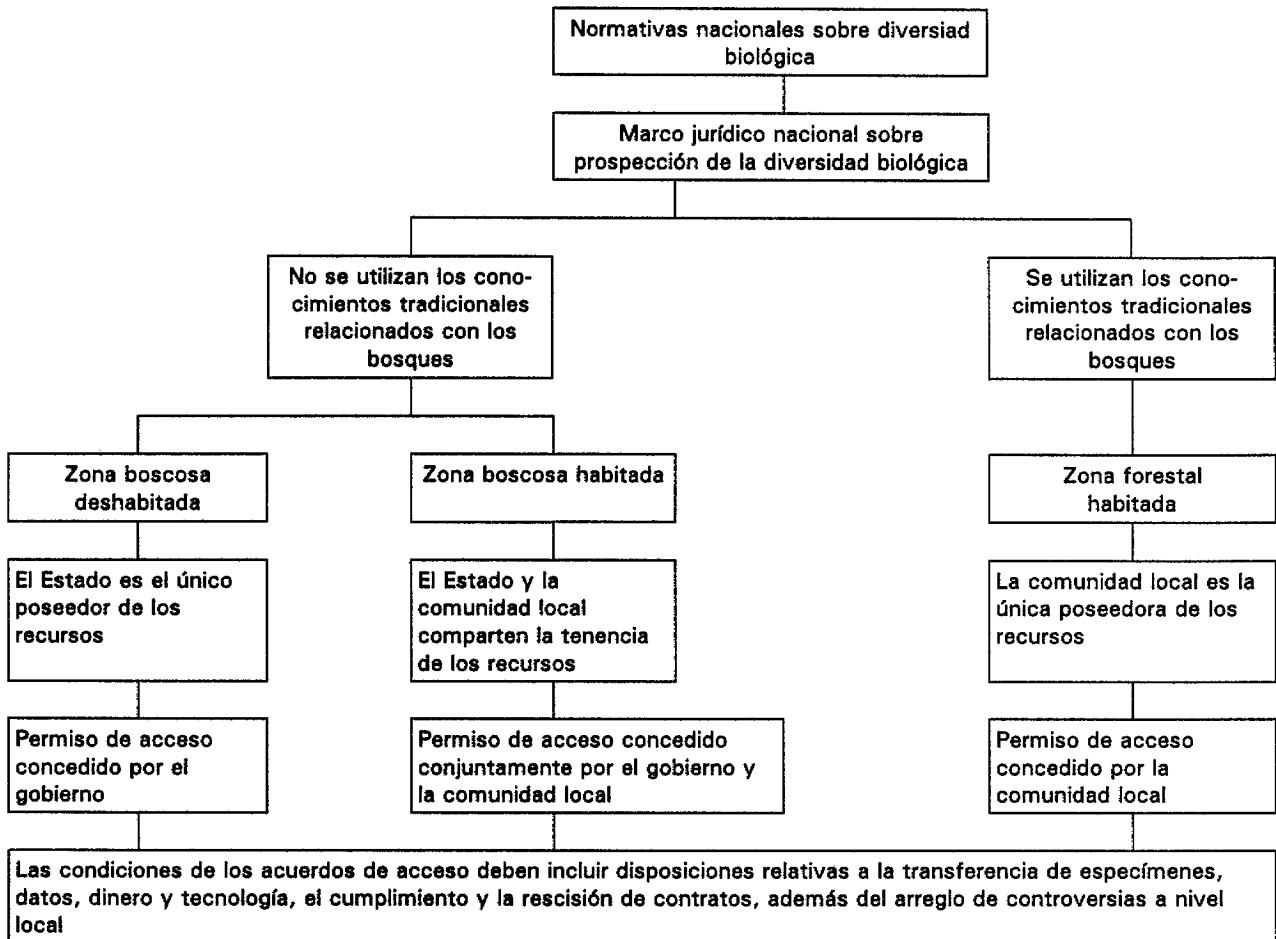 Normativas nacionales sobre diversiad
biológica
Marco jurídico nacional sobre
prospección de la diversidad biológica
No se utilizan los cono-
cimientos tradicionales
relacionados con los
bosques
Se utilizan los cono-
cimientos tradicionales
relacionados con los
bosques
Zona boscosa
deshabitada
Zona boscosa habitada
Zona forestal
habitada
El Estado es el único
poseedor de los
recursos
El Estado y la
comunidad local
comparten la tenencia
de los recursos
La comunidad local es la
única poseedora de los
recursos
Permiso de acceso
concedido por el
gobierno
Permiso de acceso concedido
conjuntamente por el gobierno y
la comunidad local
Permiso de acceso
concedido por la
comunidad local
Las condiciones de los acuerdos de acceso deben incluir disposiciones relativas a la transferencia de especímenes,
datos, dinero y tecnología, el cumplimiento y la rescisión de contratos, además del arreglo de controversias a nivel
local